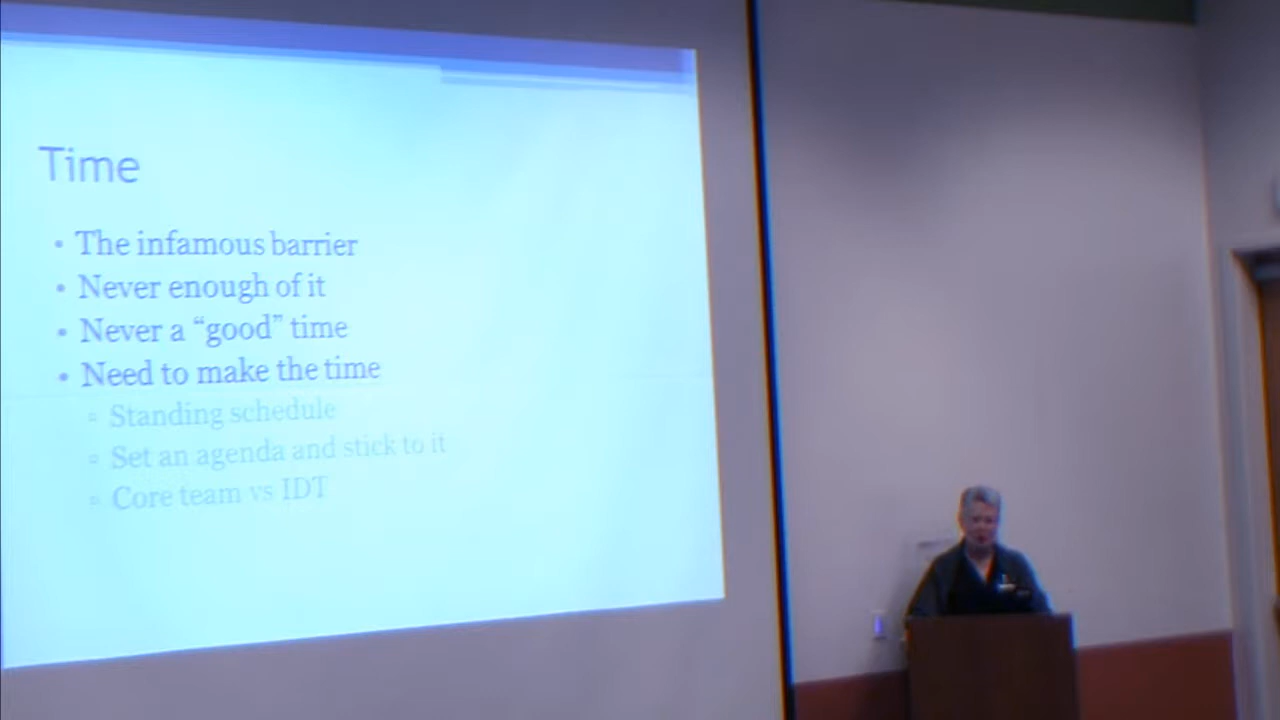 Time
• The infamous barrier
• Never enough of it
• Never a “good” time
• Need to make the time
▫ Standing schedule
▫ Set an agenda and stick to it
▫ Core team vs IDT